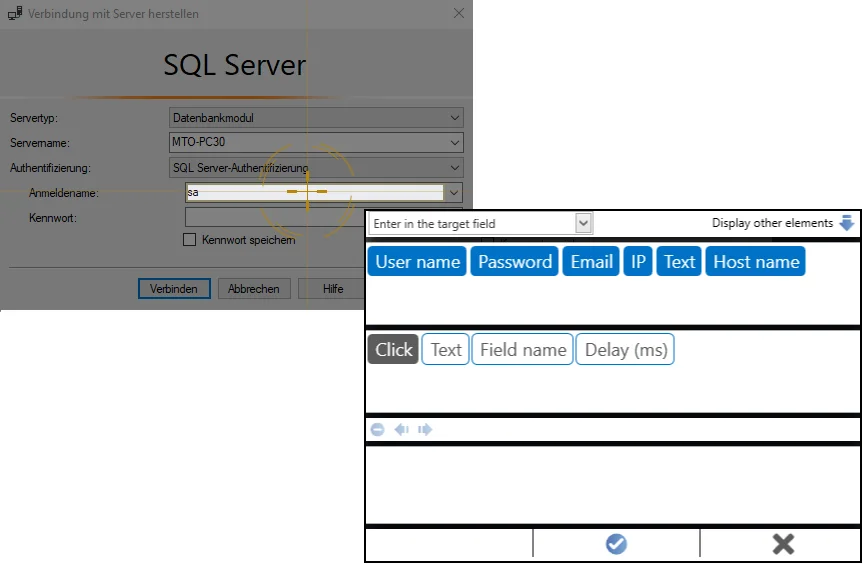 Verbindung mit Server herstellen
SQL Server
Servertyp: Datenbankmodul
Servername: MTO-PC30
Authentifizierung: SQL Server-Authentifizierung
Anmeldename: sa
Kennwort:
Kennwort speichern
Verbinden Abbrechen Hilfe
Enter in the target field Display other elements
User name Password Email IP Text Host name
Click Text Field name Delay (ms)